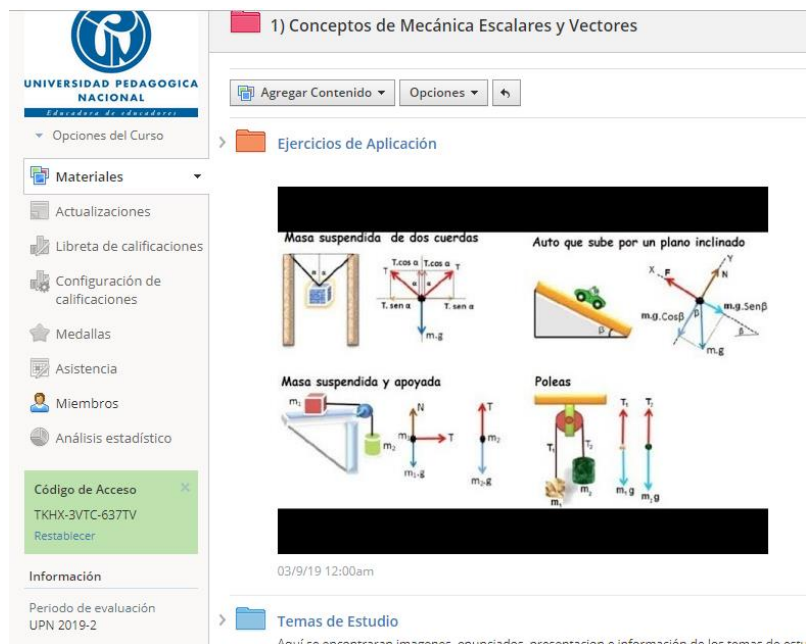 UNIVERSIDAD PEDAGOGICA
NACIONAL
Educadora de educadores
Opciones del Curso
Materiales
Actualizaciones
Libreta de calificaciones
Configuración de
calificaciones
Medallas
Asistencia
Miembros
Análisis estadístico
Código de Acceso
TKHX-3VTC-637TV
Restablecer
Información
Periodo de evaluación
UPN 2019-2
1) Conceptos de Mecánica Escalares y Vectores
Agregar Contenido
Opciones
Ejercicios de Aplicación
Masa suspendida de dos cuerdas
T.cos α T.cos α
T T
α α α α
T. sen α T. sen α
m.g
Auto que sube por un plano inclinado
Y
X F N
m.g.Senβ
m.g.Cosβ β
β β
m.g
Masa suspendida y apoyada
m₁ N T
m₁ T m₂
m₂
m₁.g m₂.g
Poleas
T₁ T₂
T₁ T₂
m₁ m₂ m₁g m₂g
03/9/19 12:00am
Temas de Estudio